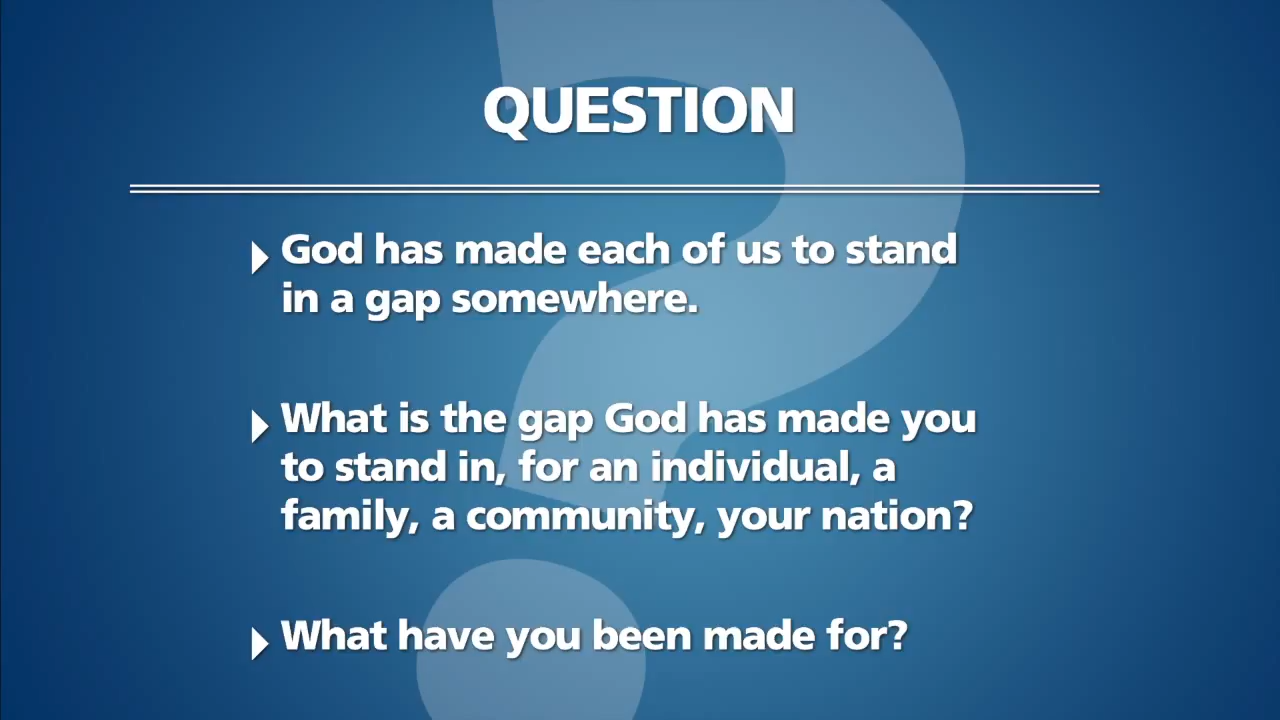 QUESTION
God has made each of us to stand
in a gap somewhere.
What is the gap God has made you
to stand in, for an individual, a
family, a community, your nation?
What have you been made for?